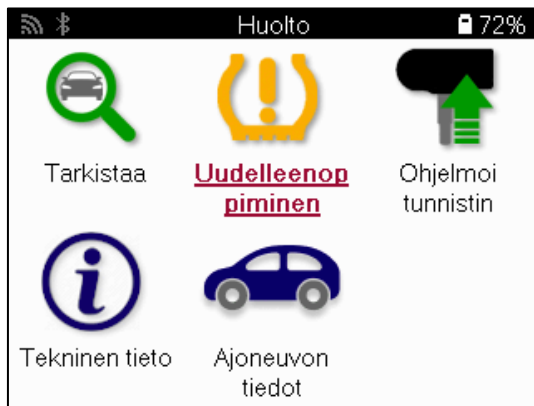 Huolto 72%
Tarkistaa
Uudelleenop
piminen
Ohjelmoi
tunnistin
Tekninen tieto
Ajoneuvon
tiedot